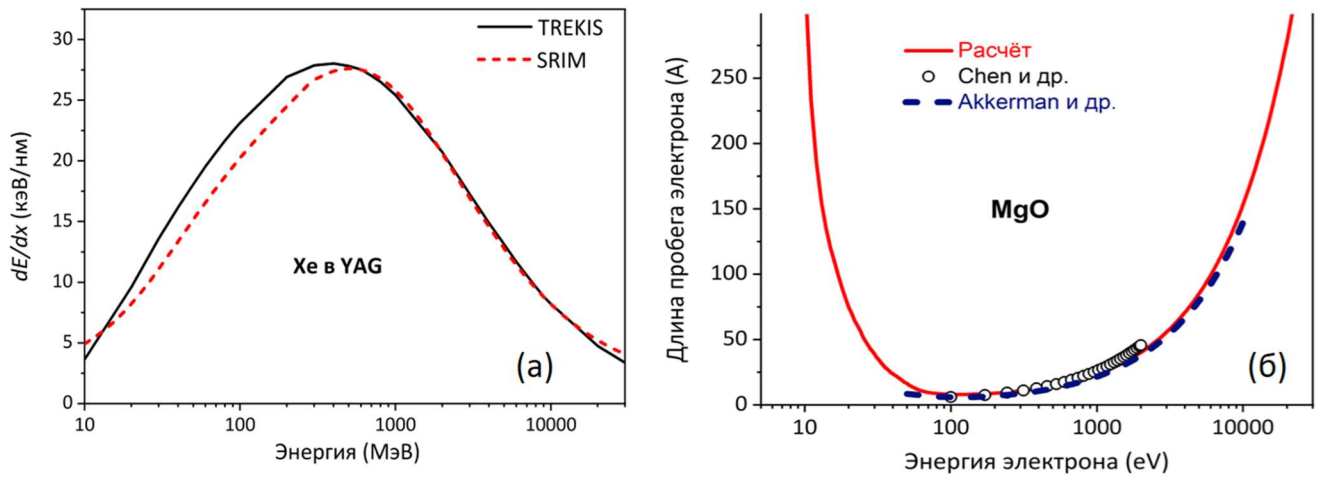 TREKIS
SRIM
dE/dx (кэВ/нм)
30
25
20
15
10
5
0
Xe в YAG
(а)
10
100
1000
10000
Энергия (МэВ)
Расчёт
Chen и др.
Akkerman и др.
Длина пробега электрона (А)
250
200
150
100
50
0
MgO
(б)
10
100
1000
10000
Энергия электрона (eV)